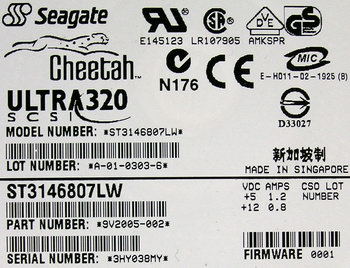 Seagate
E145123 LR107905 AMKSPR
Cheetah
N176
MIC
E-H011-02-1925 (B)
ULTRA320
SCSI
D33027
MODEL NUMBER: *ST3146807LW*
LOT NUMBER: *A-01-0303-6*
新加坡制
MADE IN SINGAPORE
ST3146807LW
VDC AMPS CSO LOT
+5 1.2 NUMBER
+12 0.8
PART NUMBER: *9V2005-002*
SERIAL NUMBER: *3HY038MY*
FIRMWARE 0001